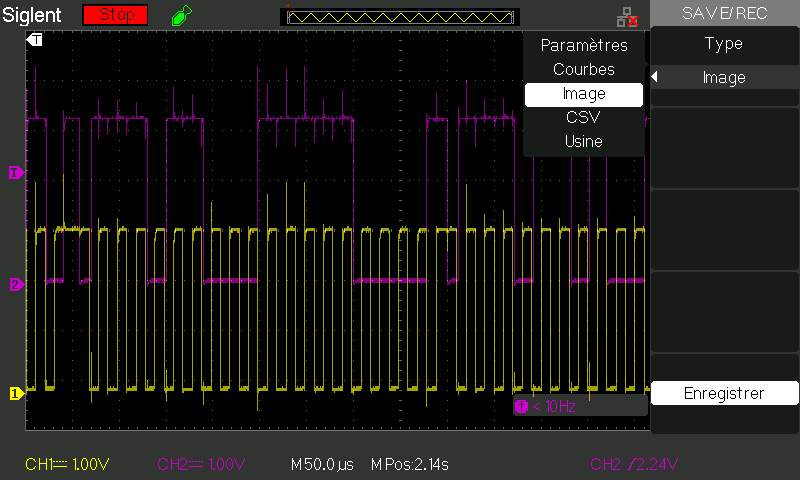 Siglent Stop SAVE/REC
T
Type
Image
Paramètres
Courbes
Image
CSV
Usine
T
2
1
Enregistrer
T < 10Hz
CH1 1.00V CH2 1.00V M 50.0µs M Pos:2.14s CH2 /2.24V